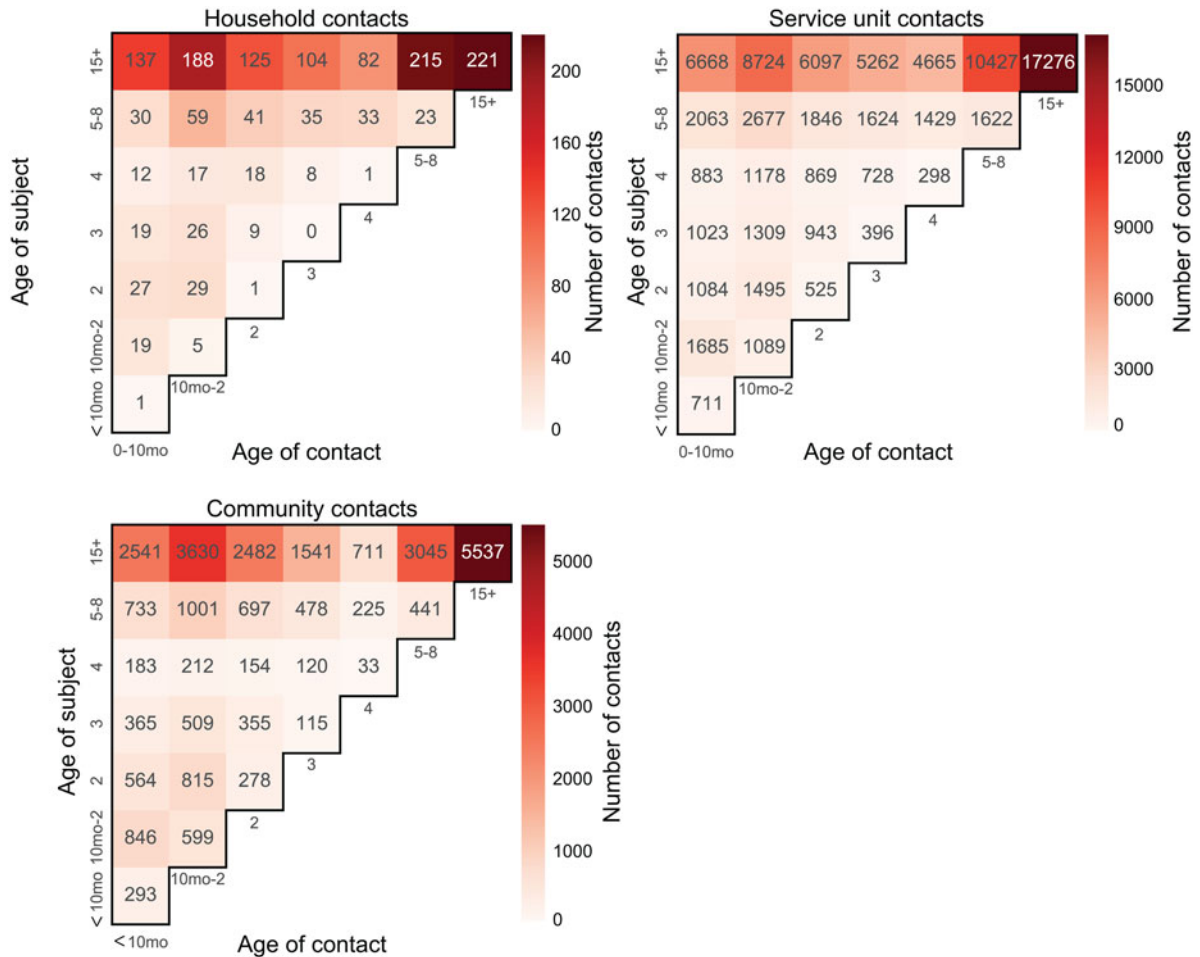 Household contacts
15+ 137 188 125 104 82 215 221
5-8 30 59 41 35 33 23 15+
4 12 17 18 8 1 5-8
3 19 26 9 0 4
2 27 29 1 3
10mo-2 19 5 2
<10mo 1 10mo-2
0-10mo
Age of contact
Age of subject
200
160
120
80
40
0
Number of contacts
Service unit contacts
15+ 6668 8724 6097 5262 4665 10427 17276
5-8 2063 2677 1846 1624 1429 1622 15+
4 883 1178 869 728 298 5-8
3 1023 1309 943 396 4
2 1084 1495 525 3
10mo-2 1685 1089 2
<10mo 711 10mo-2
0-10mo
Age of contact
Age of subject
15000
12000
9000
6000
3000
0
Number of contacts
Community contacts
15+ 2541 3630 2482 1541 711 3045 5537
5-8 733 1001 697 478 225 441 15+
4 183 212 154 120 33 5-8
3 365 509 355 115 4
2 564 815 278 3
10mo-2 846 599 2
<10mo 293 10mo-2
<10mo
Age of contact
Age of subject
5000
4000
3000
2000
1000
0
Number of contacts